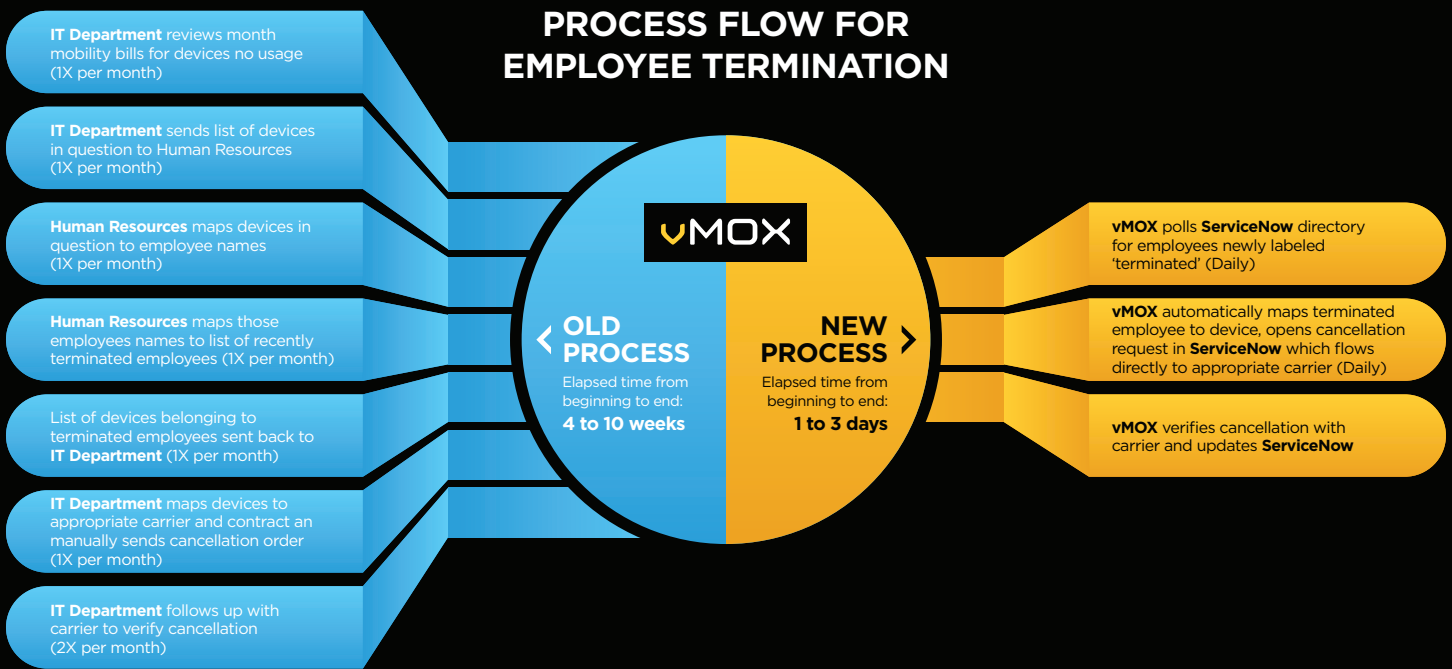 PROCESS FLOW FOR
EMPLOYEE TERMINATION
IT Department reviews month
mobility bills for devices no usage
(1X per month)
IT Department sends list of devices
in question to Human Resources
(1X per month)
Human Resources maps devices in
question to employee names
(1X per month)
Human Resources maps those
employees names to list of recently
terminated employees (1X per month)
List of devices belonging to
terminated employees sent back to
IT Department (1X per month)
IT Department maps devices to
appropriate carrier and contract an
manually sends cancellation order
(1X per month)
IT Department follows up with
carrier to verify cancellation
(2X per month)
vMOX
OLD
PROCESS
Elapsed time from
beginning to end:
4 to 10 weeks
NEW
PROCESS
Elapsed time from
beginning to end:
1 to 3 days
vMOX polls ServiceNow directory
for employees newly labeled
‘terminated’ (Daily)
vMOX automatically maps terminated
employee to device, opens cancellation
request in ServiceNow which flows
directly to appropriate carrier (Daily)
vMOX verifies cancellation with
carrier and updates ServiceNow